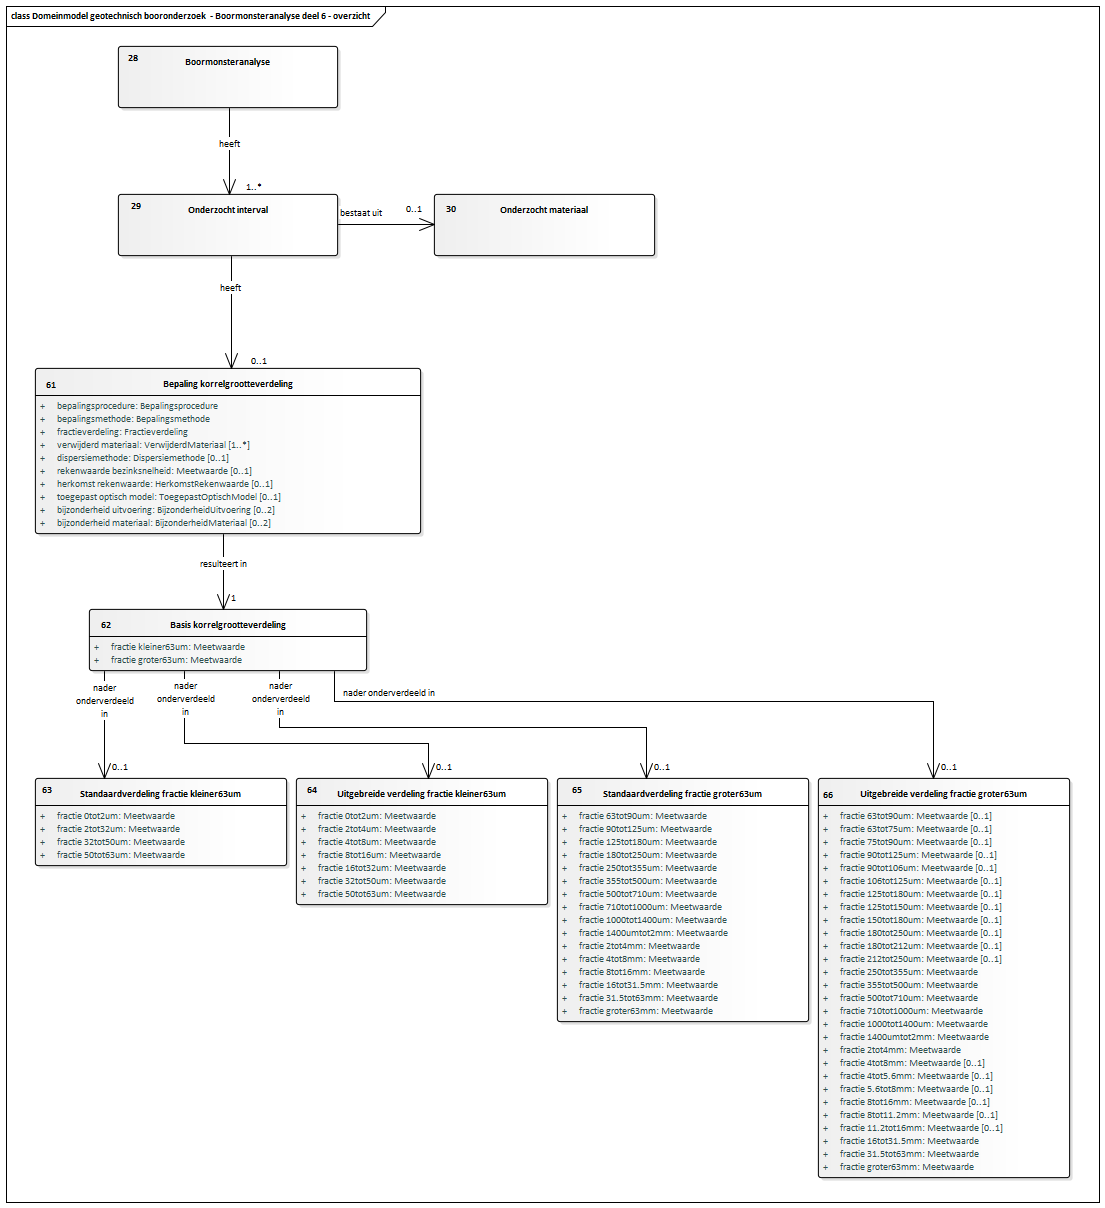 class Domeinmodel geotechnisch booronderzoek - Boormonsteranalyse deel 6 - overzicht
28
Boormonsteranalyse
heeft
1..*
29
Onderzocht interval
bestaat uit
0..1
30
Onderzocht materiaal
heeft
0..1
61
Bepaling korrelgrootteverdeling
+ bepalingsprocedure: Bepalingsprocedure
+ bepalingsmethode: Bepalingsmethode
+ fractieverdeling: Fractieverdeling
+ verwijderd materiaal: VerwijderdMateriaal [1..*]
+ dispersiemethode: Dispersiemethode [0..1]
+ rekenwaarde bezinksnelheid: Meetwaarde [0..1]
+ herkomst rekenwaarde: HerkomstRekenwaarde [0..1]
+ toegepast optisch model: ToegepastOptischModel [0..1]
+ bijzonderheid uitvoering: BijzonderheidUitvoering [0..2]
+ bijzonderheid materiaal: BijzonderheidMateriaal [0..2]
resulteert in
1
62
Basis korrelgrootteverdeling
+ fractie kleiner63um: Meetwaarde
+ fractie groter63um: Meetwaarde
nader
onderverdeeld
in
0..1
nader
onderverdeeld
in
0..1
nader
onderverdeeld
in
0..1
nader onderverdeeld in
0..1
63
Standaardverdeling fractie kleiner63um
+ fractie 0tot2um: Meetwaarde
+ fractie 2tot32um: Meetwaarde
+ fractie 32tot50um: Meetwaarde
+ fractie 50tot63um: Meetwaarde
64
Uitgebreide verdeling fractie kleiner63um
+ fractie 0tot2um: Meetwaarde
+ fractie 2tot4um: Meetwaarde
+ fractie 4tot8um: Meetwaarde
+ fractie 8tot16um: Meetwaarde
+ fractie 16tot32um: Meetwaarde
+ fractie 32tot50um: Meetwaarde
+ fractie 50tot63um: Meetwaarde
65
Standaardverdeling fractie groter63um
+ fractie 63tot90um: Meetwaarde
+ fractie 90tot125um: Meetwaarde
+ fractie 125tot180um: Meetwaarde
+ fractie 180tot250um: Meetwaarde
+ fractie 250tot355um: Meetwaarde
+ fractie 355tot500um: Meetwaarde
+ fractie 500tot710um: Meetwaarde
+ fractie 710tot1000um: Meetwaarde
+ fractie 1000tot1400um: Meetwaarde
+ fractie 1400umtot2mm: Meetwaarde
+ fractie 2tot4mm: Meetwaarde
+ fractie 4tot8mm: Meetwaarde
+ fractie 8tot16mm: Meetwaarde
+ fractie 16tot31.5mm: Meetwaarde
+ fractie 31.5tot63mm: Meetwaarde
+ fractie groter63mm: Meetwaarde
66
Uitgebreide verdeling fractie groter63um
+ fractie 63tot90um: Meetwaarde [0..1]
+ fractie 63tot75um: Meetwaarde [0..1]
+ fractie 75tot90um: Meetwaarde [0..1]
+ fractie 90tot125um: Meetwaarde [0..1]
+ fractie 90tot106um: Meetwaarde [0..1]
+ fractie 106tot125um: Meetwaarde [0..1]
+ fractie 125tot180um: Meetwaarde [0..1]
+ fractie 125tot150um: Meetwaarde [0..1]
+ fractie 150tot180um: Meetwaarde [0..1]
+ fractie 180tot250um: Meetwaarde [0..1]
+ fractie 180tot212um: Meetwaarde [0..1]
+ fractie 212tot250um: Meetwaarde [0..1]
+ fractie 250tot355um: Meetwaarde
+ fractie 355tot500um: Meetwaarde
+ fractie 500tot710um: Meetwaarde
+ fractie 710tot1000um: Meetwaarde
+ fractie 1000tot1400um: Meetwaarde
+ fractie 1400umtot2mm: Meetwaarde
+ fractie 2tot4mm: Meetwaarde
+ fractie 4tot8mm: Meetwaarde [0..1]
+ fractie 4tot5.6mm: Meetwaarde [0..1]
+ fractie 5.6tot8mm: Meetwaarde [0..1]
+ fractie 8tot16mm: Meetwaarde [0..1]
+ fractie 8tot11.2mm: Meetwaarde [0..1]
+ fractie 11.2tot16mm: Meetwaarde [0..1]
+ fractie 16tot31.5mm: Meetwaarde
+ fractie 31.5tot63mm: Meetwaarde
+ fractie groter63mm: Meetwaarde